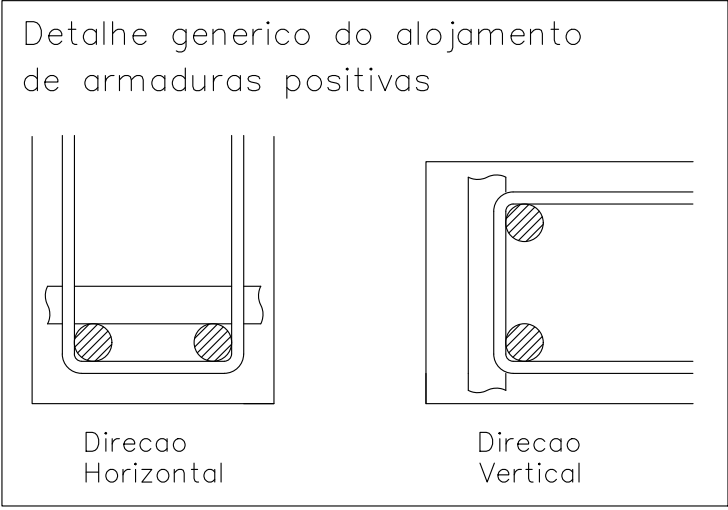 Detalhe generico do alojamento
de armaduras positivas
Direcao
Horizontal
Direcao
Vertical